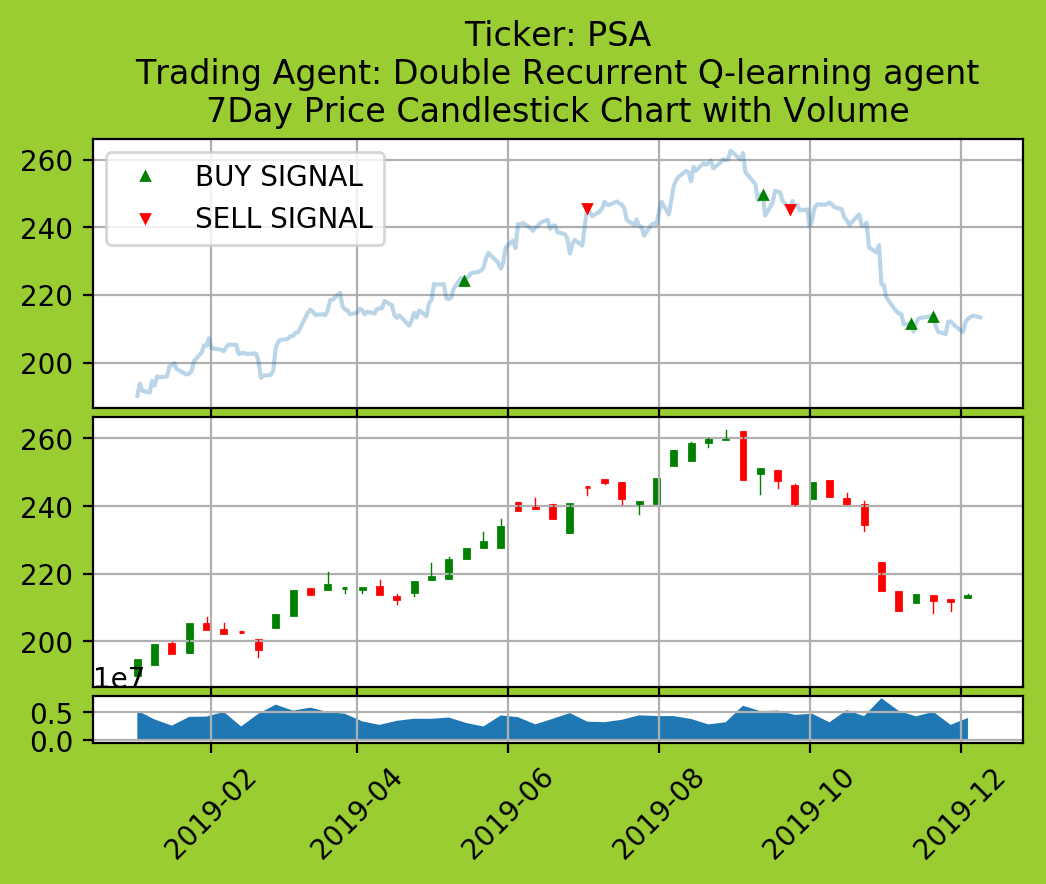 Ticker: PSA
Trading Agent: Double Recurrent Q-learning agent
7Day Price Candlestick Chart with Volume
260
240
220
200
BUY SIGNAL
SELL SIGNAL
260
240
220
200
1e7
0.5
0.0
2019-02
2019-04
2019-06
2019-08
2019-10
2019-12